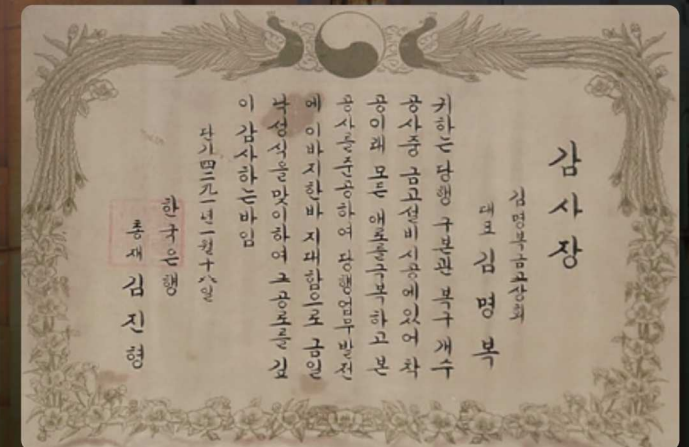 감사장
김명복금고상회
대표 김명복
귀하는 당행 구본관 복구 개수
공사중 금고설비 시공에 있어 착
공이래 모든 애로를 극복하고 본
공사를 준공하여 당행 업무 발전
에 이바지한바 지대함으로 금일
낙성식을 맞이하여 그 공로를 깊
이 감사하는바임
단기四二九一년一월十八일
한국은행
총재 김진형